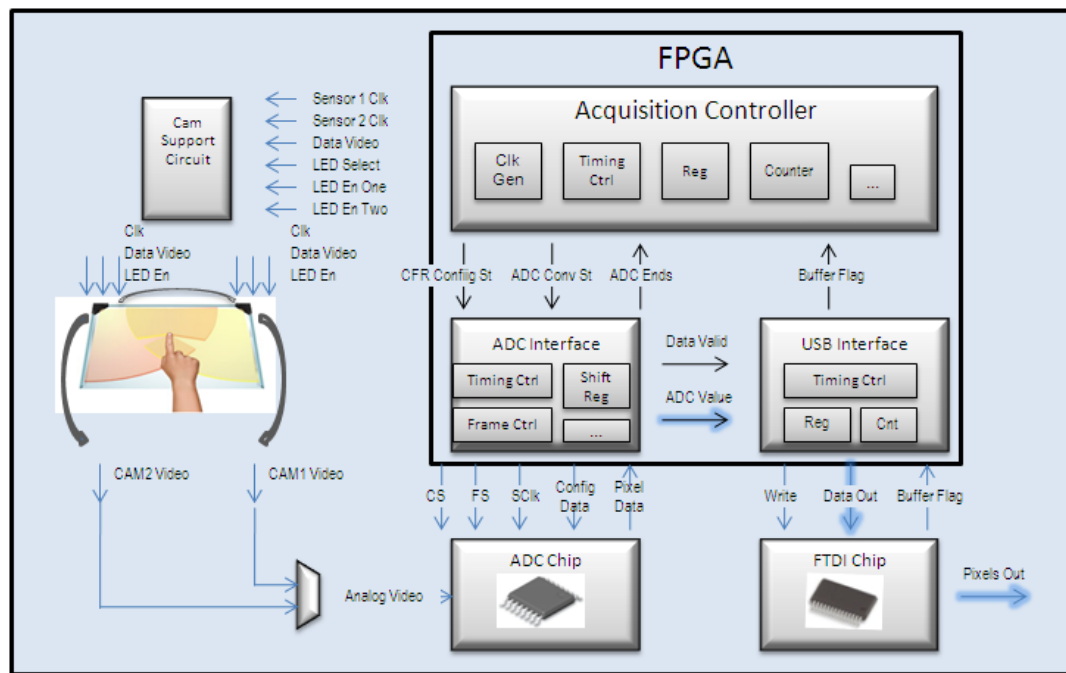 FPGA
Acquisition Controller
Clk
Gen
Timing
Ctrl
Reg
Counter
...
Cam
Support
Circuit
Sensor 1 Clk
Sensor 2 Clk
Data Video
LED Select
LED En One
LED En Two
Clk
Data Video
LED En
Clk
Data Video
LED En
CFR Confiig St
ADC Conv St
ADC Ends
Buffer Flag
ADC Interface
Timing Ctrl
Shift
Reg
Frame Ctrl
...
Data Valid
ADC Value
USB Interface
Timing Ctrl
Reg
Cnt
CAM2 Video
CAM1 Video
CS
FS
SClk
Config
Data
Pixel
Data
Write
Data Out
Buffer Flag
Analog Video
ADC Chip
FTDI Chip
Pixels Out